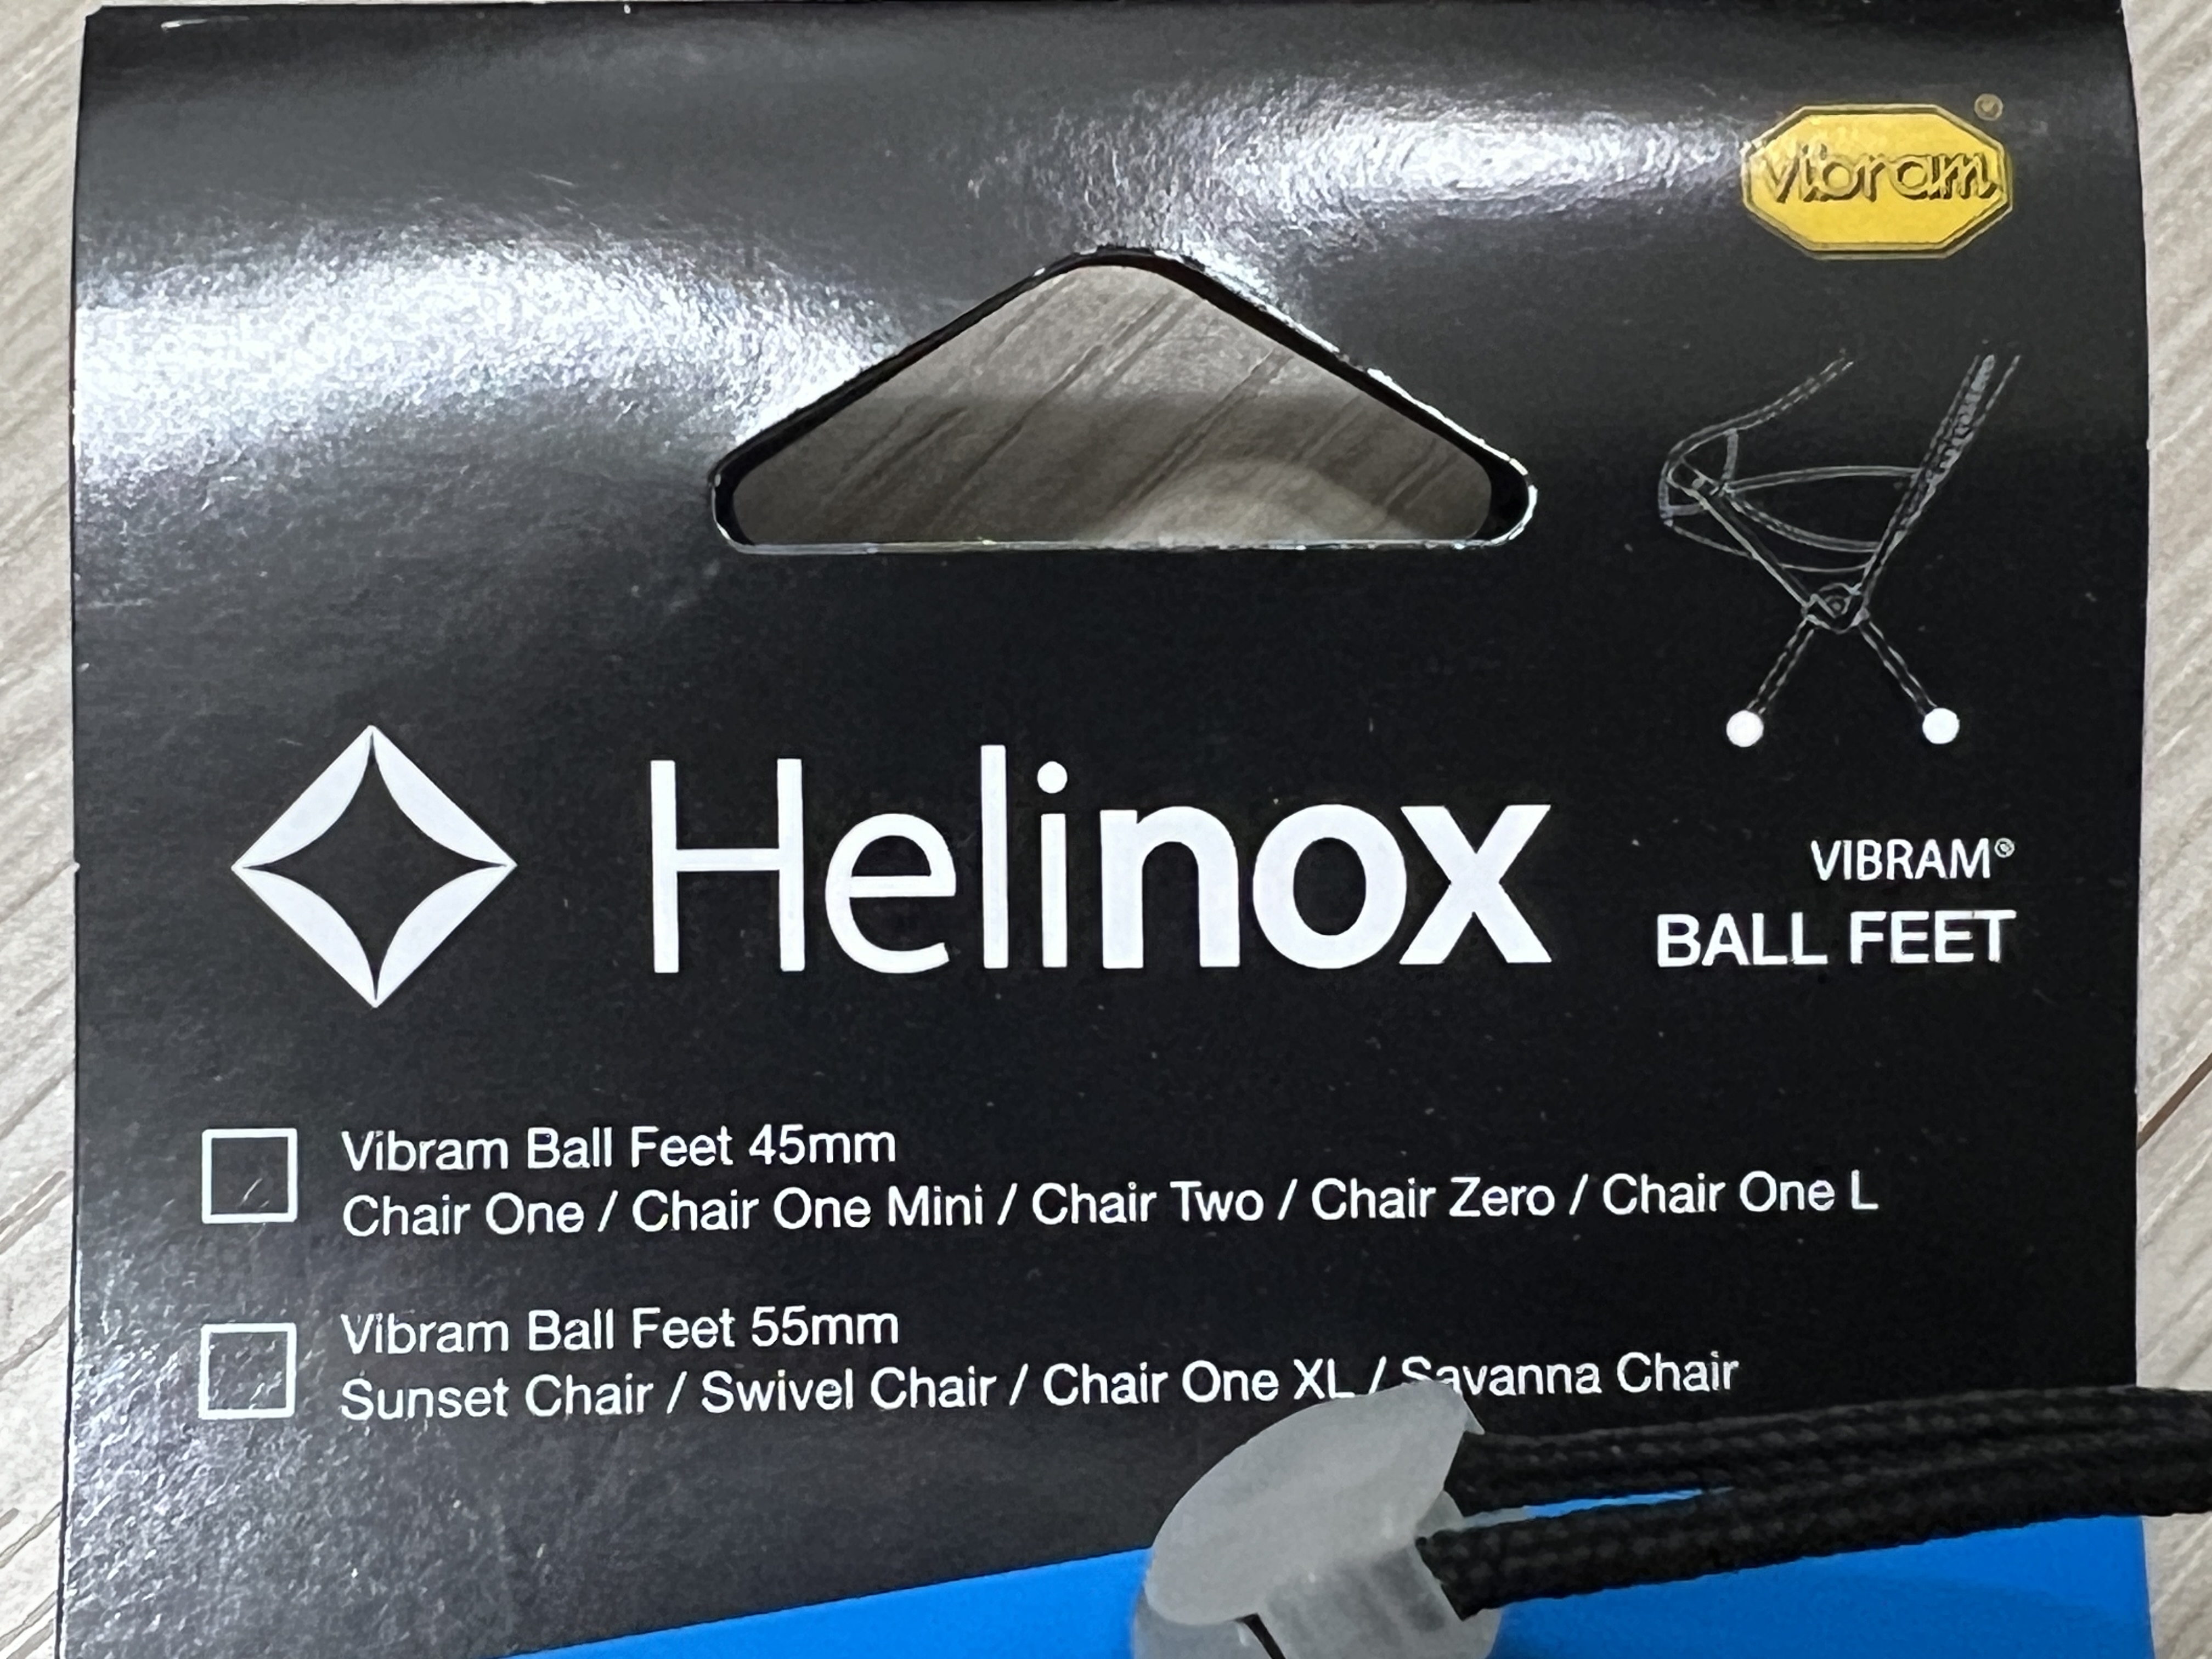 vibram®
Helinox
VIBRAM®
BALL FEET
Vibram Ball Feet 45mm
Chair One / Chair One Mini / Chair Two / Chair Zero / Chair One L
Vibram Ball Feet 55mm
Sunset Chair / Swivel Chair / Chair One XL / Savanna Chair